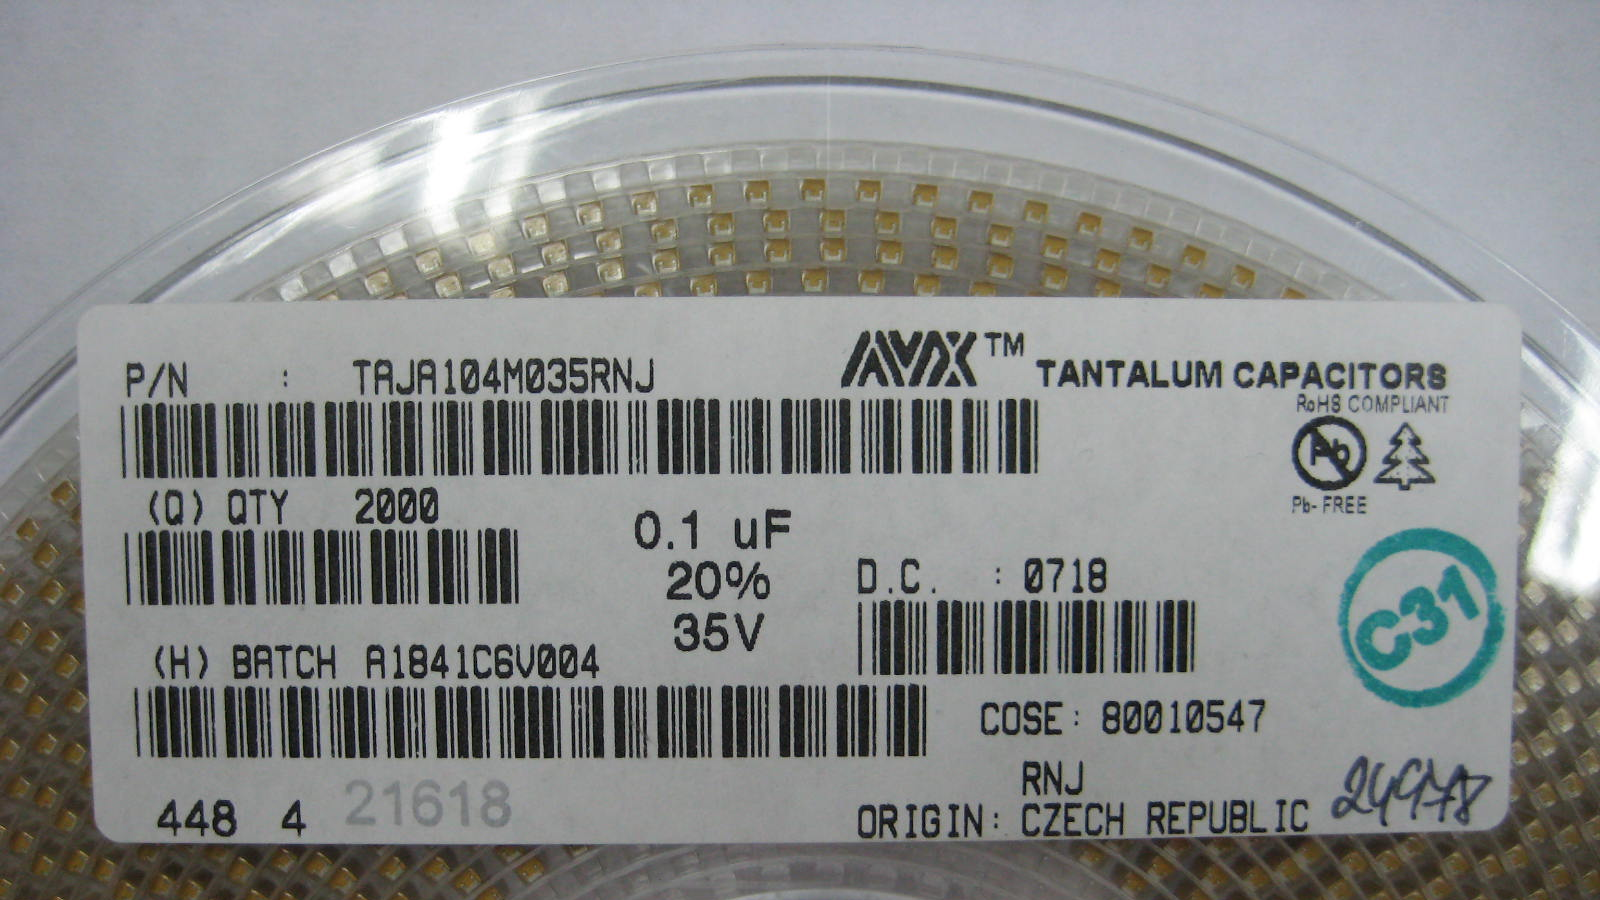 P/N : TAJA104M035RNJ
AVX™ TANTALUM CAPACITORS
RoHS COMPLIANT
Pb
Pb- FREE
(Q) QTY 2000
0.1 uF
20%
35V
D.C. : 0718
C31
(H) BATCH A1841C6V004
COSE: 80010547
RNJ
ORIGIN: CZECH REPUBLIC
24978
448 4 21618